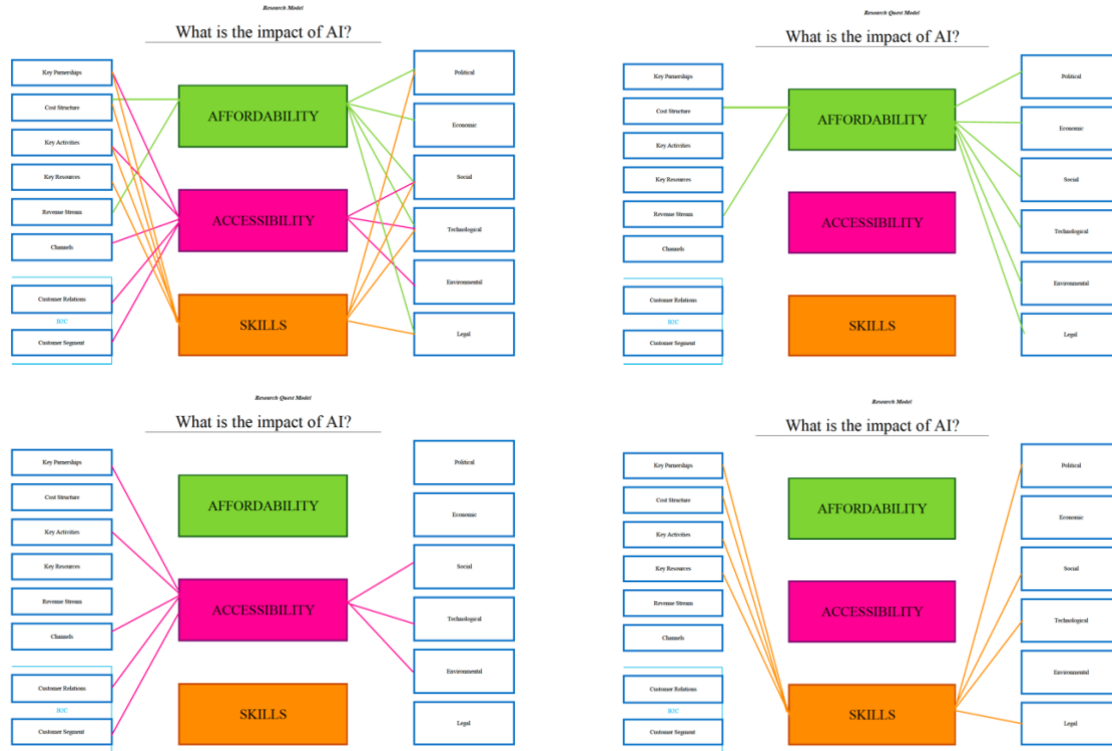 Research Model
What is the impact of AI?
Key Parnerships
Cost Structure
Key Activities
Key Resources
Revenue Stream
Channels
Customer Relations
B2C
Customer Segment
AFFORDABILITY
ACCESSIBILITY
SKILLS
Political
Economic
Social
Technological
Environmental
Legal
Research Quest Model
What is the impact of AI?
Key Parnerships
Cost Structure
Key Activities
Key Resources
Revenue Stream
Channels
Customer Relations
B2C
Customer Segment
AFFORDABILITY
ACCESSIBILITY
SKILLS
Political
Economic
Social
Technological
Environmental
Legal
Research Quest Model
What is the impact of AI?
Key Parnerships
Cost Structure
Key Activities
Key Resources
Revenue Stream
Channels
Customer Relations
B2C
Customer Segment
AFFORDABILITY
ACCESSIBILITY
SKILLS
Political
Economic
Social
Technological
Environmental
Legal
Research Model
What is the impact of AI?
Key Parnerships
Cost Structure
Key Activities
Key Resources
Revenue Stream
Channels
Customer Relations
B2C
Customer Segment
AFFORDABILITY
ACCESSIBILITY
SKILLS
Political
Economic
Social
Technological
Environmental
Legal